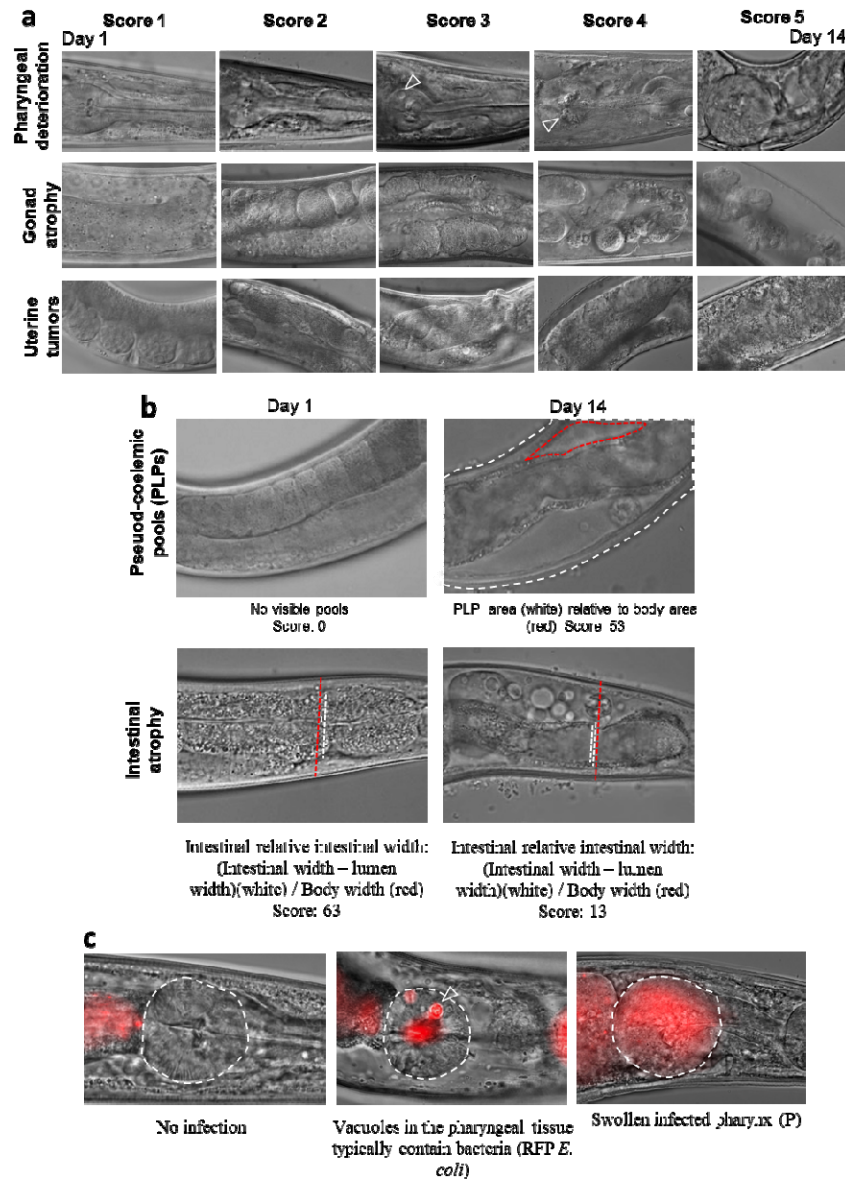 a
Score 1 Score 2 Score 3 Score 4 Score 5
Day 1 Day 14
Pharyngeal
deterioration
Gonad
atrophy
Uterine
tumors
b
Day 1 Day 14
Pseuod-coelemic
pools (PLPs)
No visible pools
Score: 0
PLP area (white) relative to body area
(red) Score 53
Intestinal
atrophy
Intestinal relative intestinal width:
(Intestinal width – lumen
width)(white) / Body width (red)
Score: 63
Intestinal relative intestinal width:
(Intestinal width – lumen
width)(white) / Body width (red)
Score: 13
c
No infection
Vacuoles in the pharyngeal tissue
typically contain bacteria (RFP E.
coli)
Swollen infected pharynx (P)